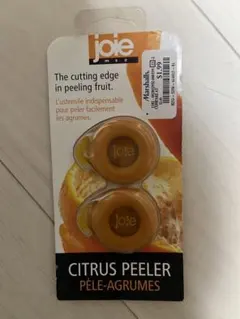 joie
MSC
The cutting edge
in peeling fruit.
L'ustensile indispensable
pour peler facilement
les agrumes.
Marshalls
$1.99
joie
joie
CITRUS PEELER
PÈLE-AGRUMES